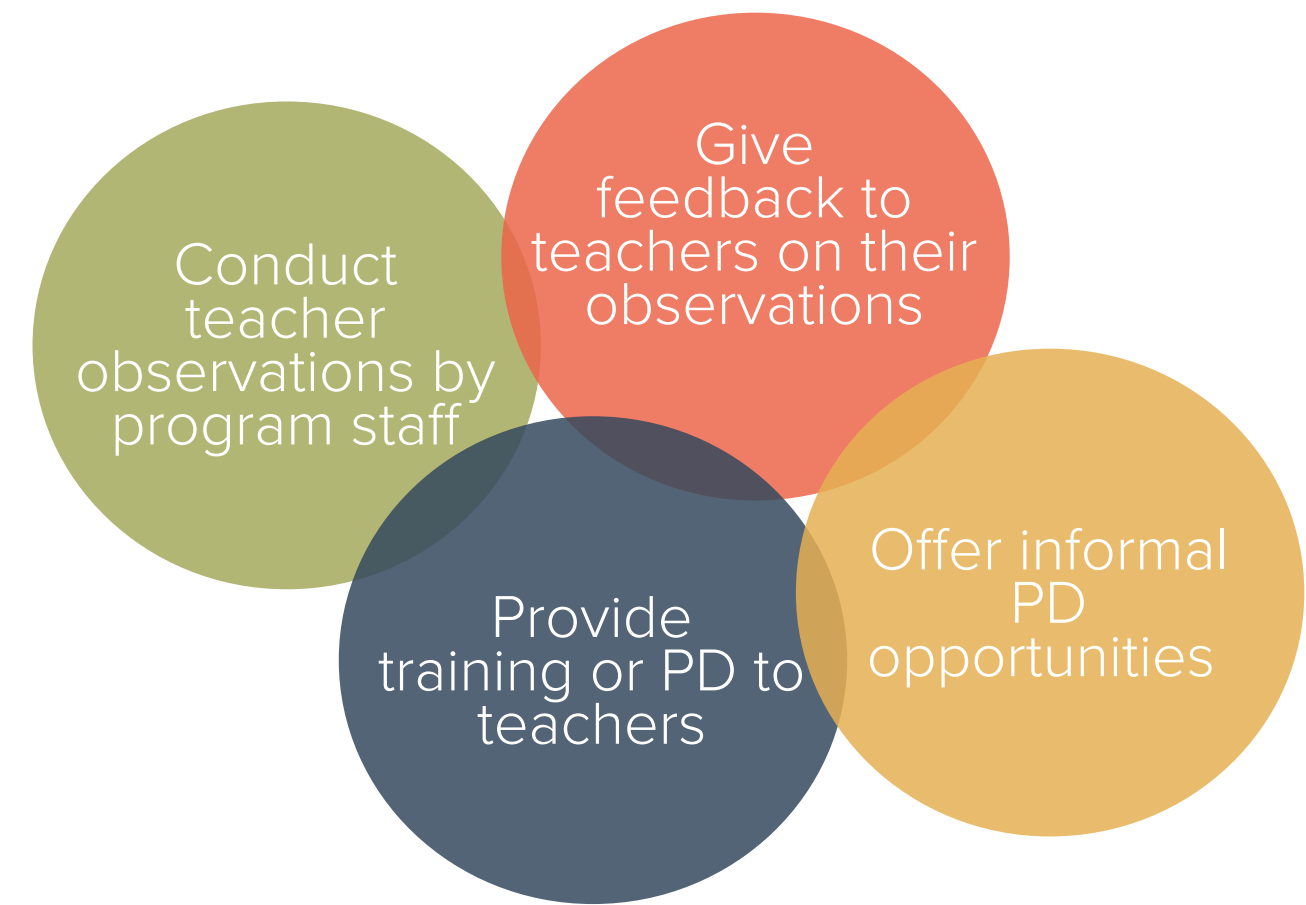 Conduct
teacher
observations by
program staff
Give
feedback to
teachers on their
observations
Provide
training or PD to
teachers
Offer informal
PD
opportunities